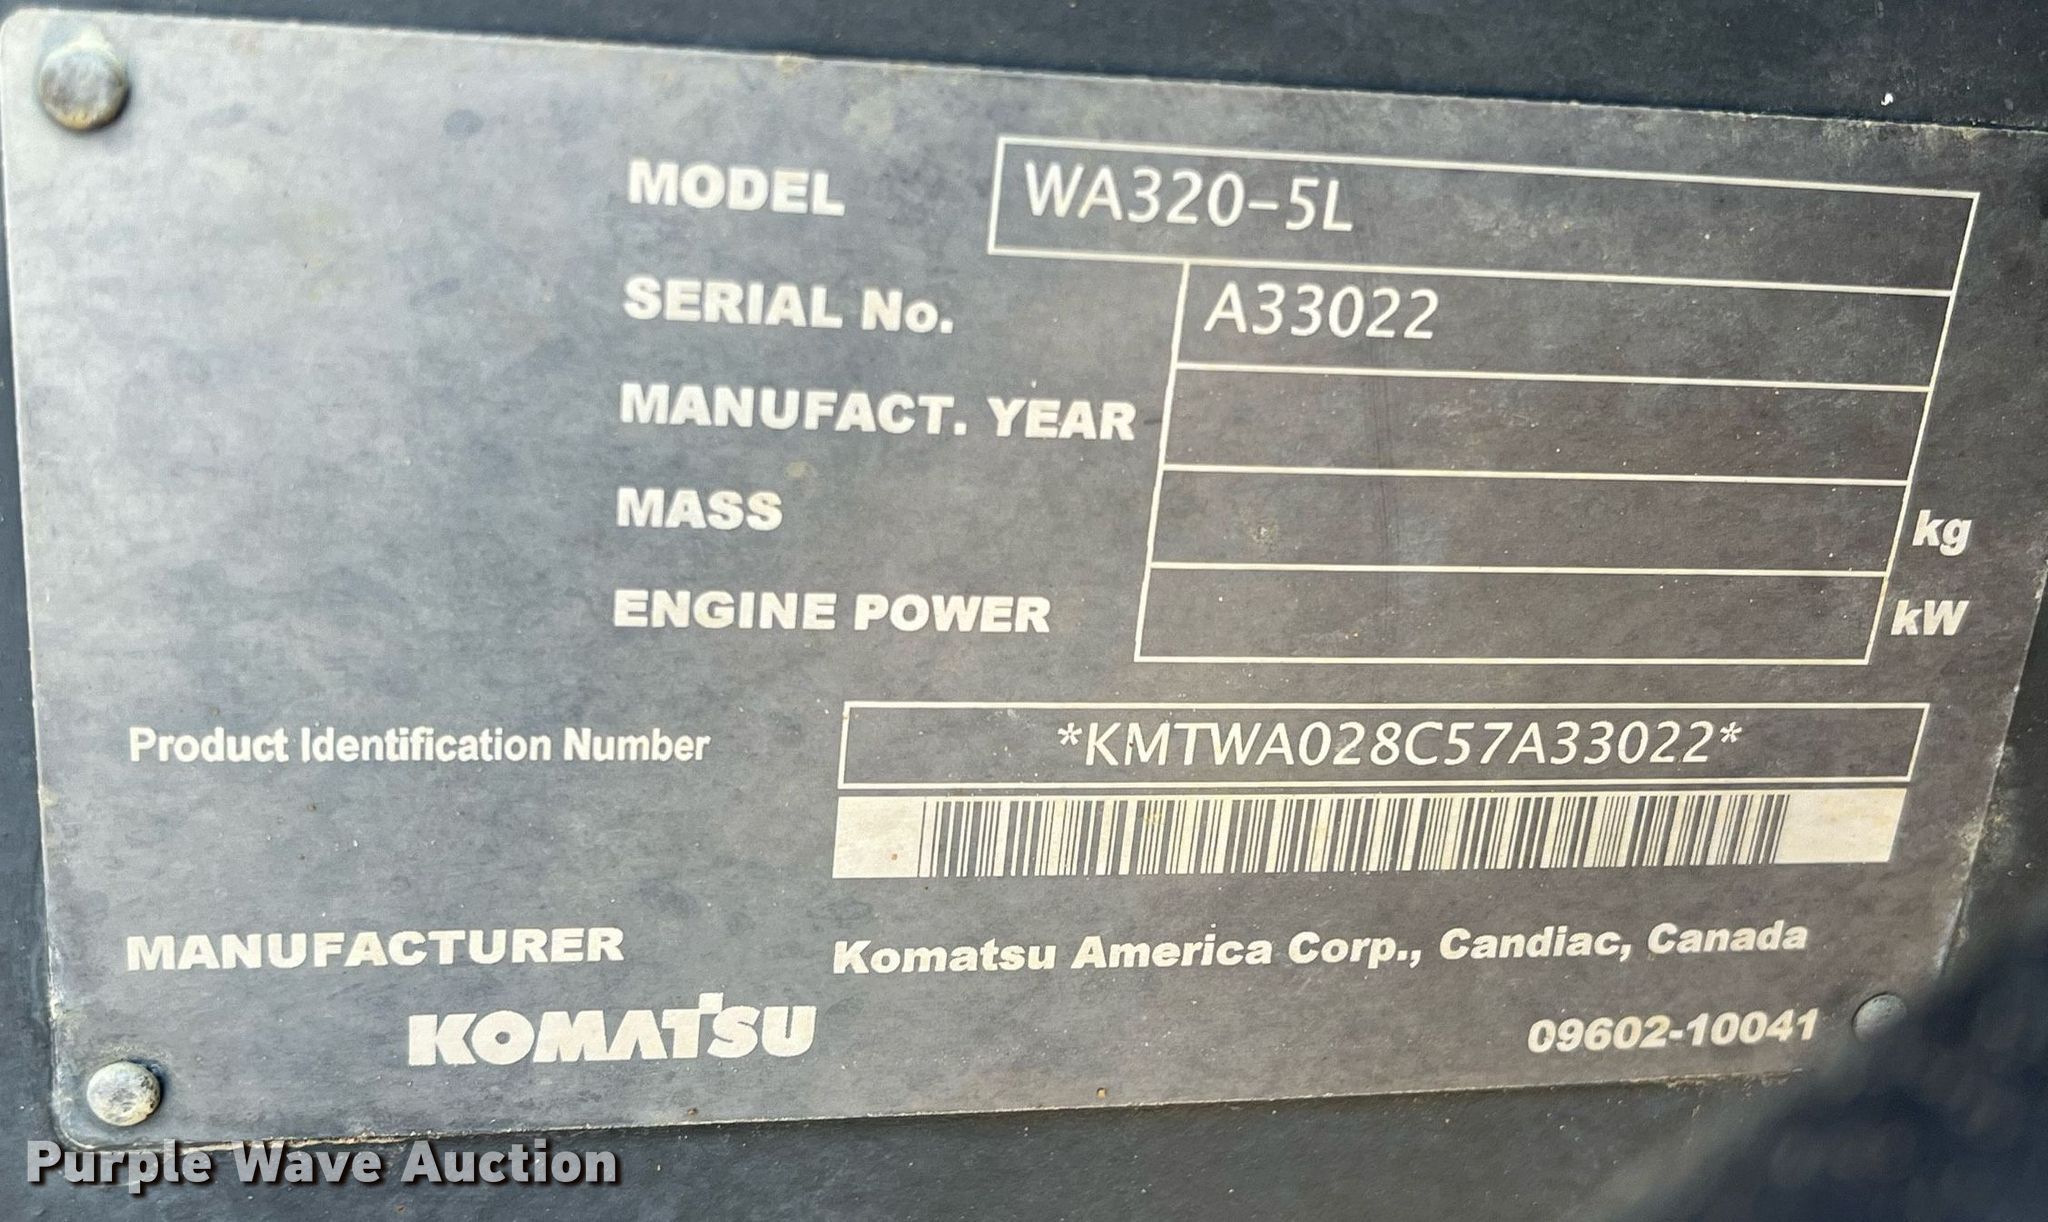 MODEL WA320-5L
SERIAL No. A33022
MANUFACT. YEAR
MASS kg
ENGINE POWER kW
Product Identification Number *KMTWA028C57A33022*
MANUFACTURER Komatsu America Corp., Candiac, Canada
KOMATSU 09602-10041
Purple Wave Auction